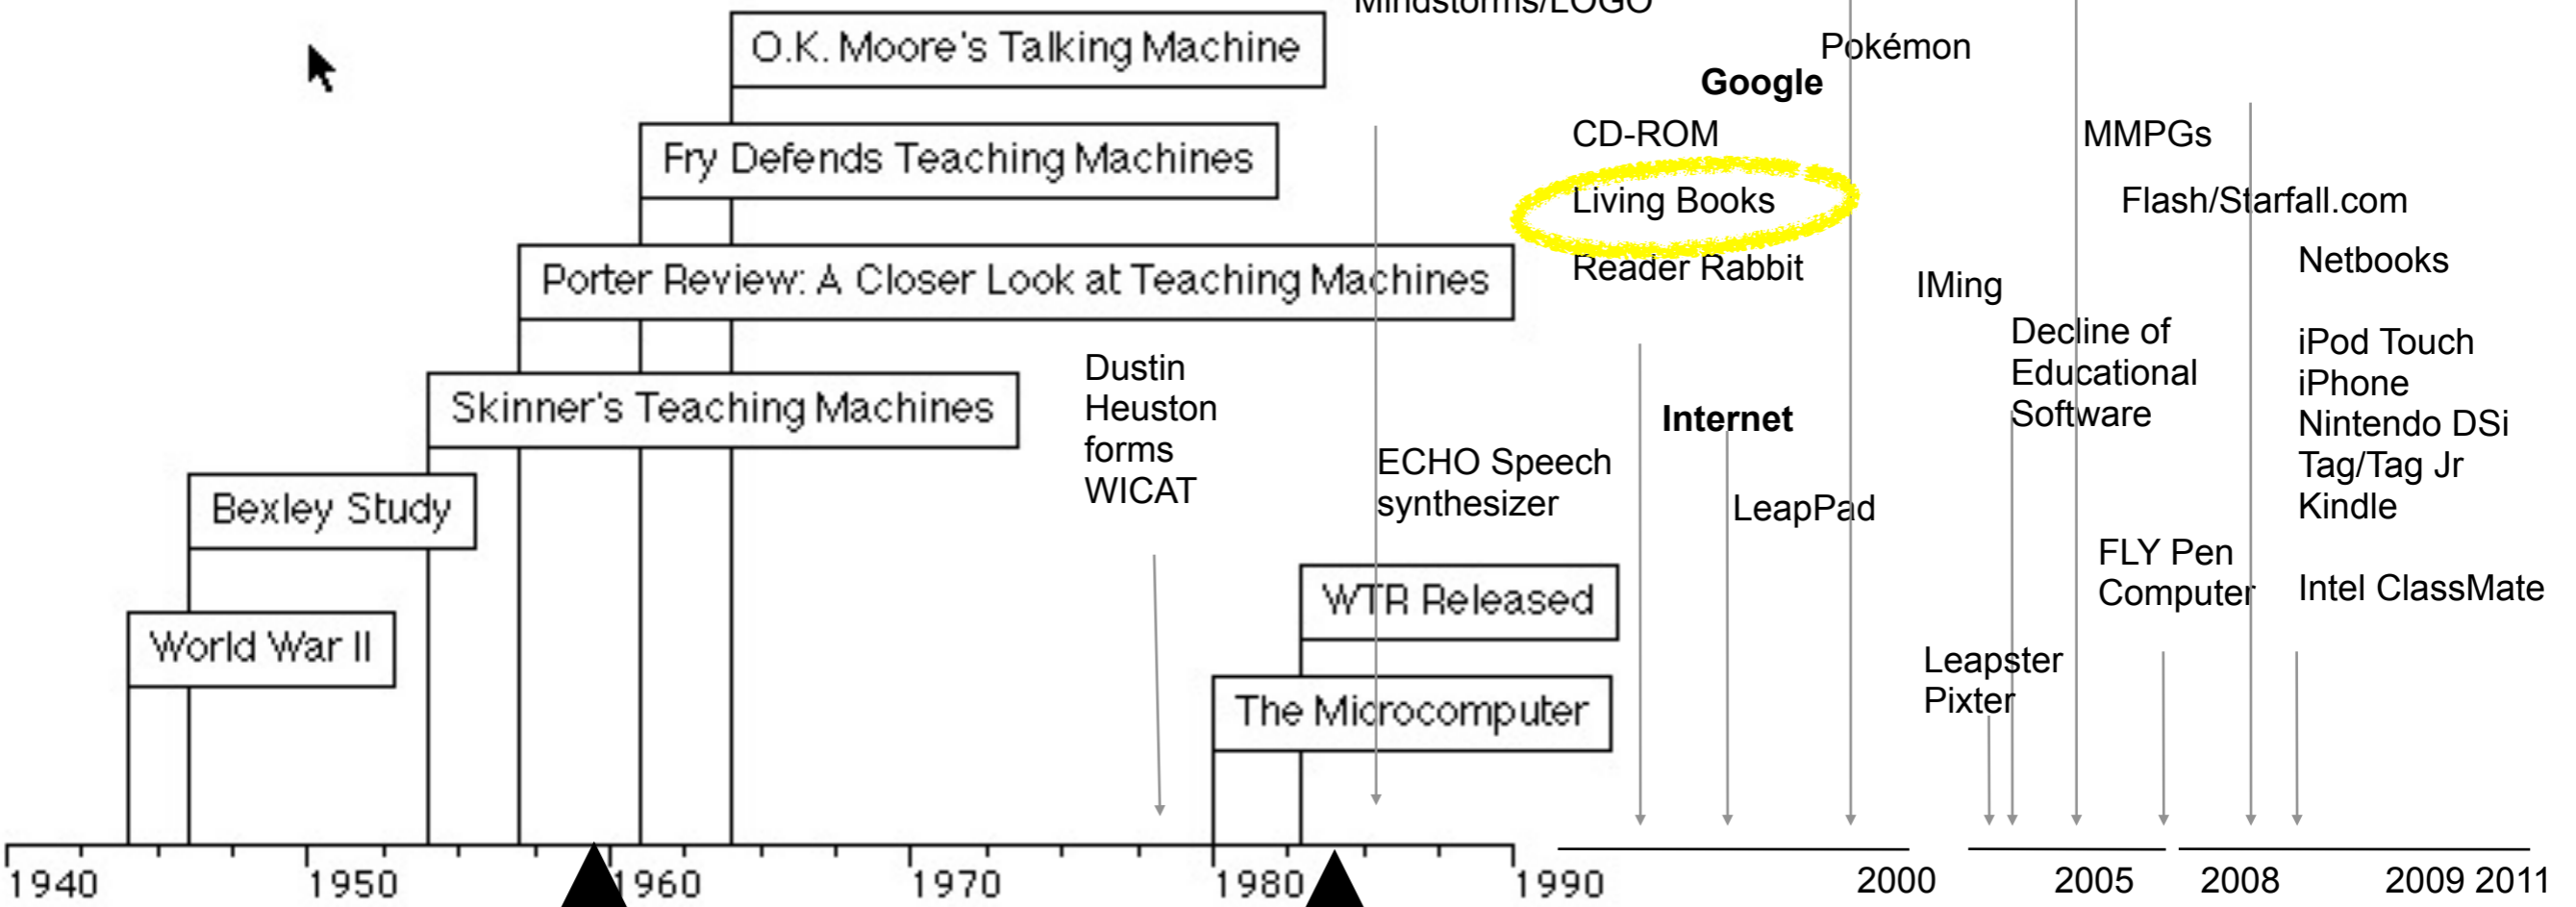 Mindstorms/LOGO
O.K. Moore's Talking Machine
Pokémon
Google
Fry Defends Teaching Machines
CD-ROM
MMPGs
Living Books
Flash/Starfall.com
Porter Review: A Closer Look at Teaching Machines
Reader Rabbit
IMing
Netbooks
Decline of
Educational
Software
iPod Touch
iPhone
Nintendo DSi
Tag/Tag Jr
Kindle
Dustin
Heuston
forms
WICAT
Skinner's Teaching Machines
Internet
ECHO Speech
synthesizer
LeapPad
Bexley Study
FLY Pen
Computer
Intel ClassMate
WTR Released
World War II
Leapster
Pixter
The Microcomputer
1940 1950 1960 1970 1980 1990 2000 2005 2008 2009 2011